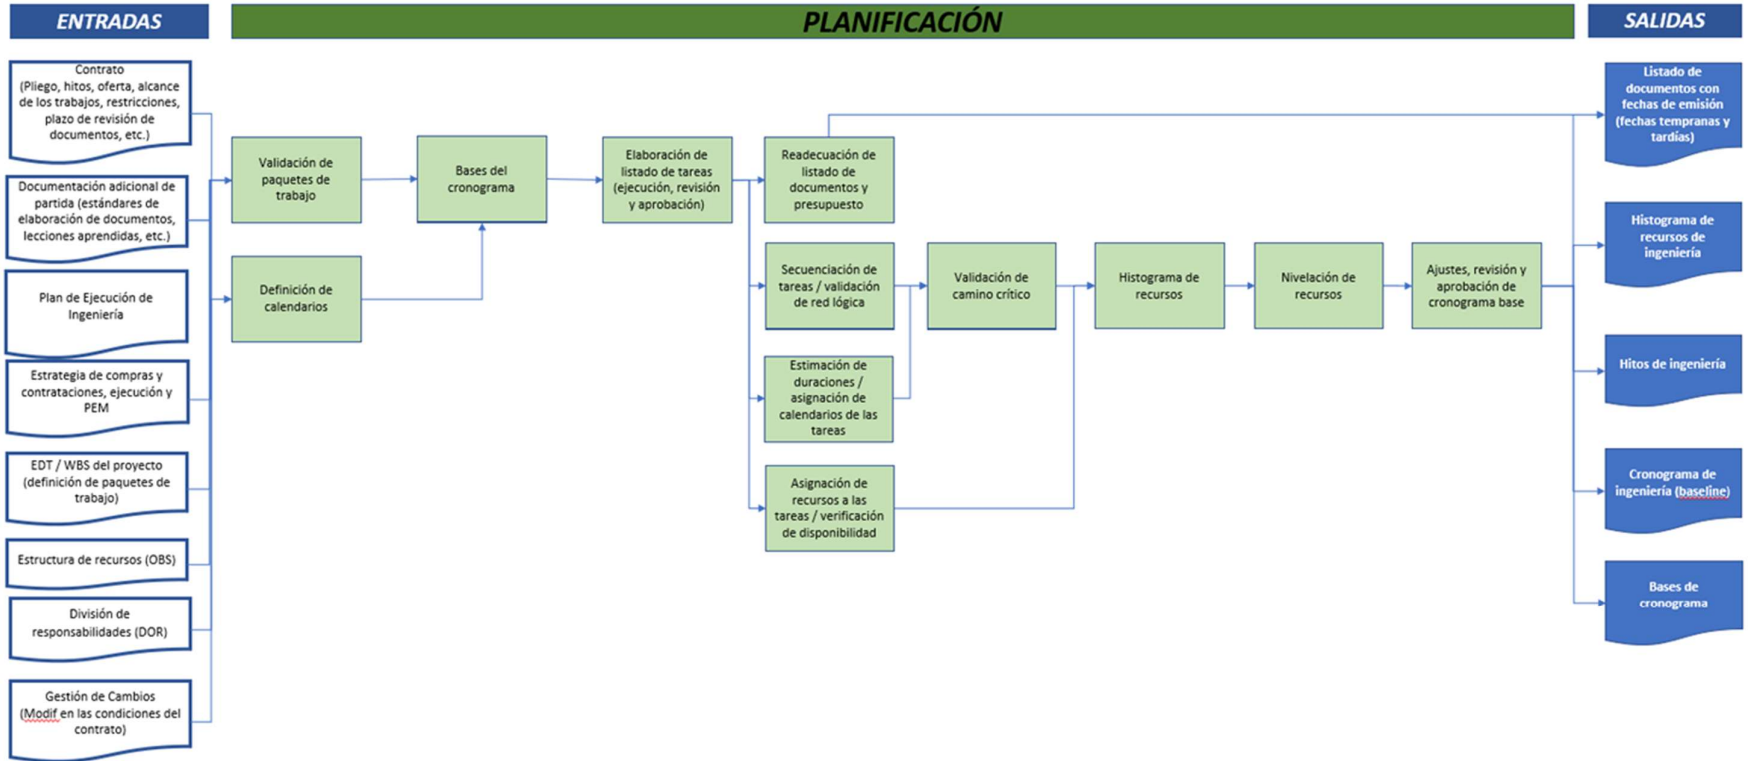 ENTRADAS
PLANIFICACIÓN
SALIDAS
Contrato
(Pliego, hitos, oferta, alcance
de los trabajos, restricciones,
plazo de revisión de
documentos, etc.)
Documentación adicional de
partida (estándares de
elaboración de documentos,
lecciones aprendidas, etc.)
Plan de Ejecución de
Ingeniería
Estrategia de compras y
contrataciones, ejecución y
PEM
EDT / WBS del proyecto
(definición de paquetes de
trabajo)
Estructura de recursos (OBS)
División de
responsabilidades (DOR)
Gestión de Cambios
(Modif en las condiciones del
contrato)
Validación de
paquetes de
trabajo
Definición de
calendarios
Bases del
cronograma
Elaboración de
listado de tareas
(ejecución, revisión
y aprobación)
Readecuación de
listado de
documentos y
presupuesto
Secuenciación de
tareas / validación
de red lógica
Estimación de
duraciones /
asignación de
calendarios de las
tareas
Asignación de
recursos a las
tareas / verificación
de disponibilidad
Validación de
camino crítico
Histograma de
recursos
Nivelación de
recursos
Ajustes, revisión y
aprobación de
cronograma base
Listado de
documentos con
fechas de emisión
(fechas tempranas y
tardías)
Histograma de
recursos de
ingeniería
Hitos de ingeniería
Cronograma de
ingeniería (baseline)
Bases de
cronograma